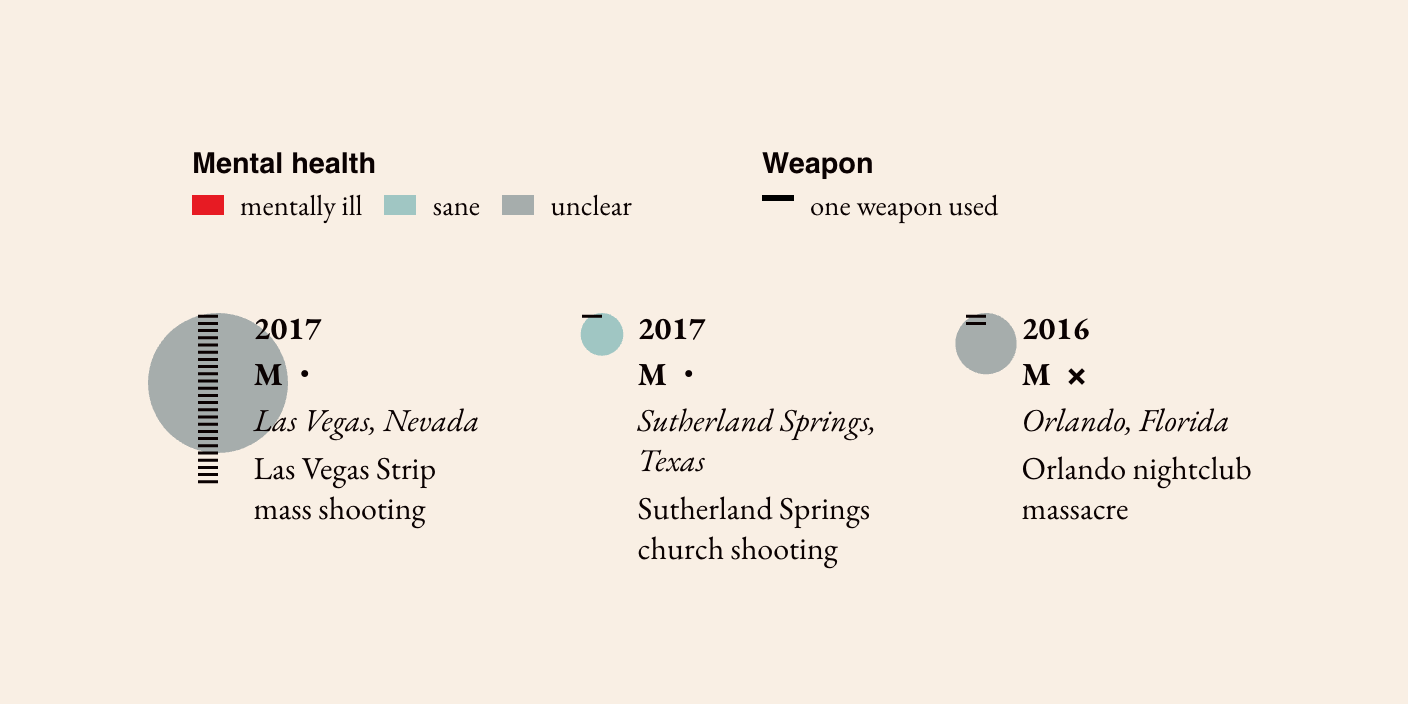 Mental health
mentally ill sane unclear
Weapon
one weapon used
2017
M •
Las Vegas, Nevada
Las Vegas Strip
mass shooting
2017
M •
Sutherland Springs,
Texas
Sutherland Springs
church shooting
2016
M ×
Orlando, Florida
Orlando nightclub
massacre